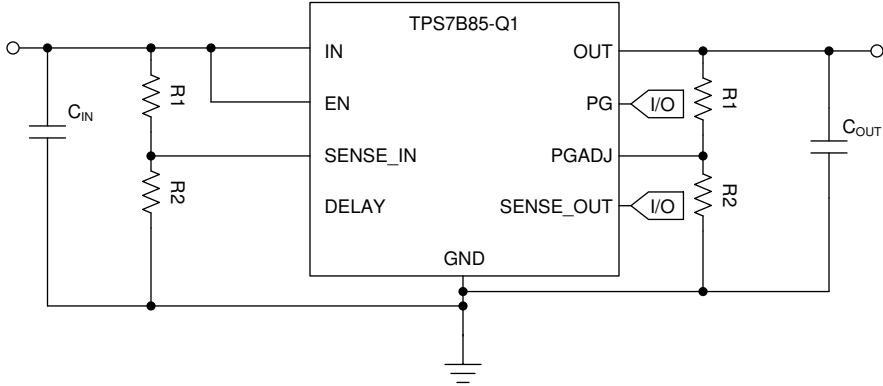 TPS7B85-Q1
IN
OUT
R1
R1
EN
PG
I/O
C_IN
C_OUT
SENSE_IN
PGADJ
R2
R2
DELAY
SENSE_OUT
I/O
GND